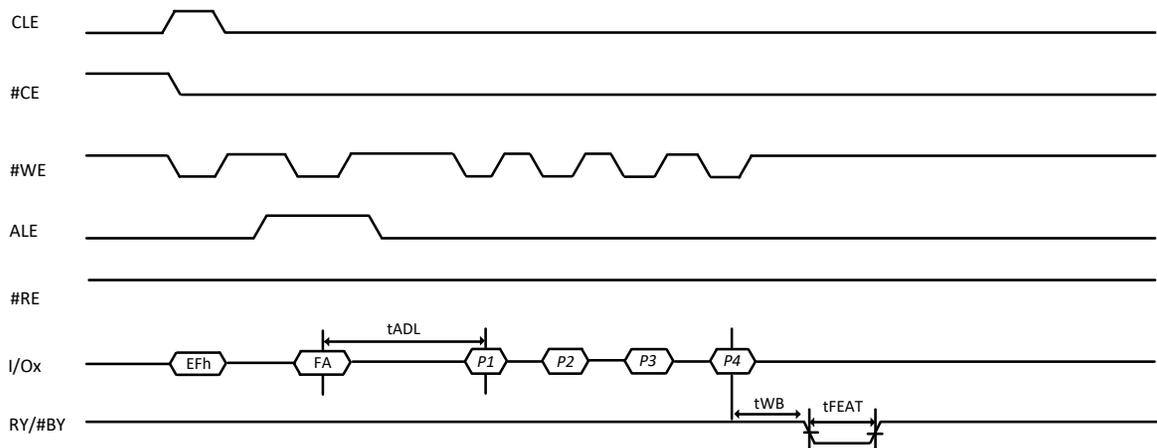 CLE
#CE
#WE
ALE
#RE
tADL
I/Ox EFh FA P1 P2 P3 P4
tWB tFEAT
RY/#BY